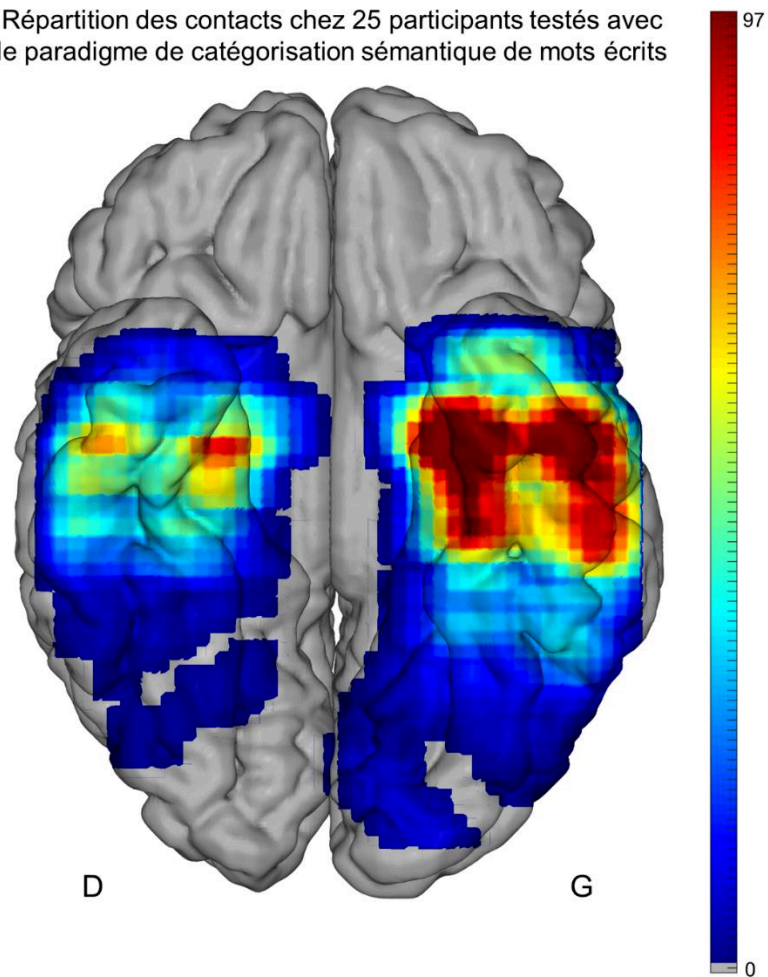 Répartition des contacts chez 25 participants testés avec
le paradigme de catégorisation sémantique de mots écrits
97
D
G
0